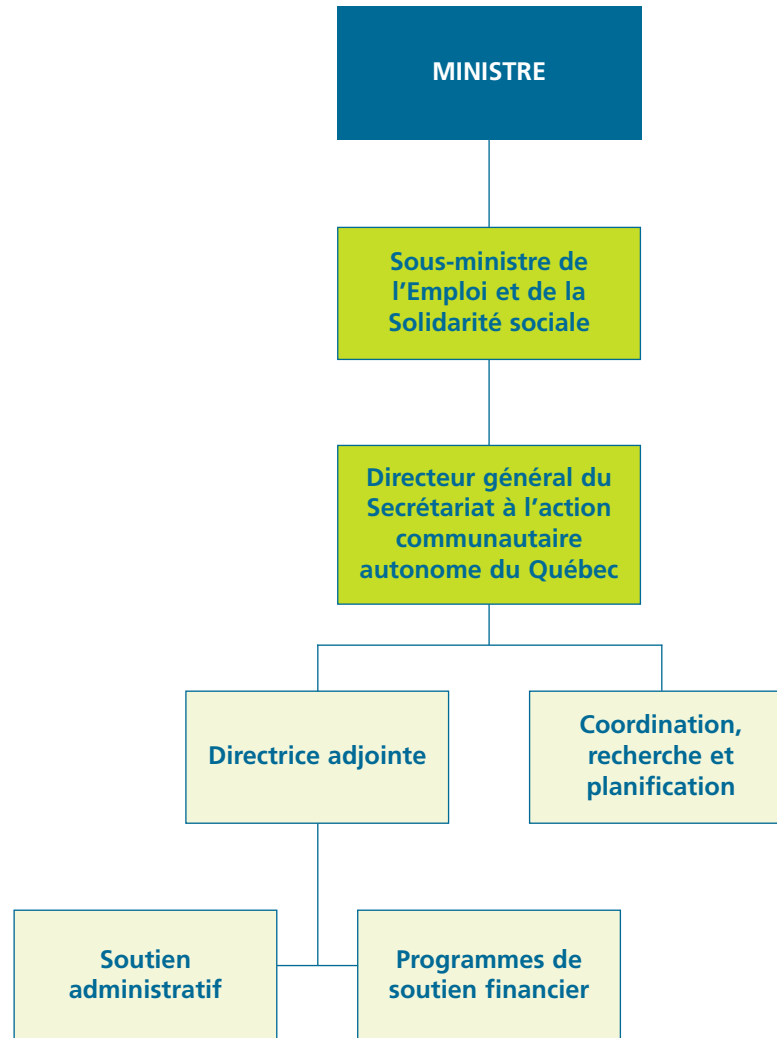 MINISTRE
Sous-ministre de
l’Emploi et de la
Solidarité sociale
Directeur général du
Secrétariat à l’action
communautaire
autonome du Québec
Directrice adjointe
Coordination,
recherche et
planification
Soutien
administratif
Programmes de
soutien financier